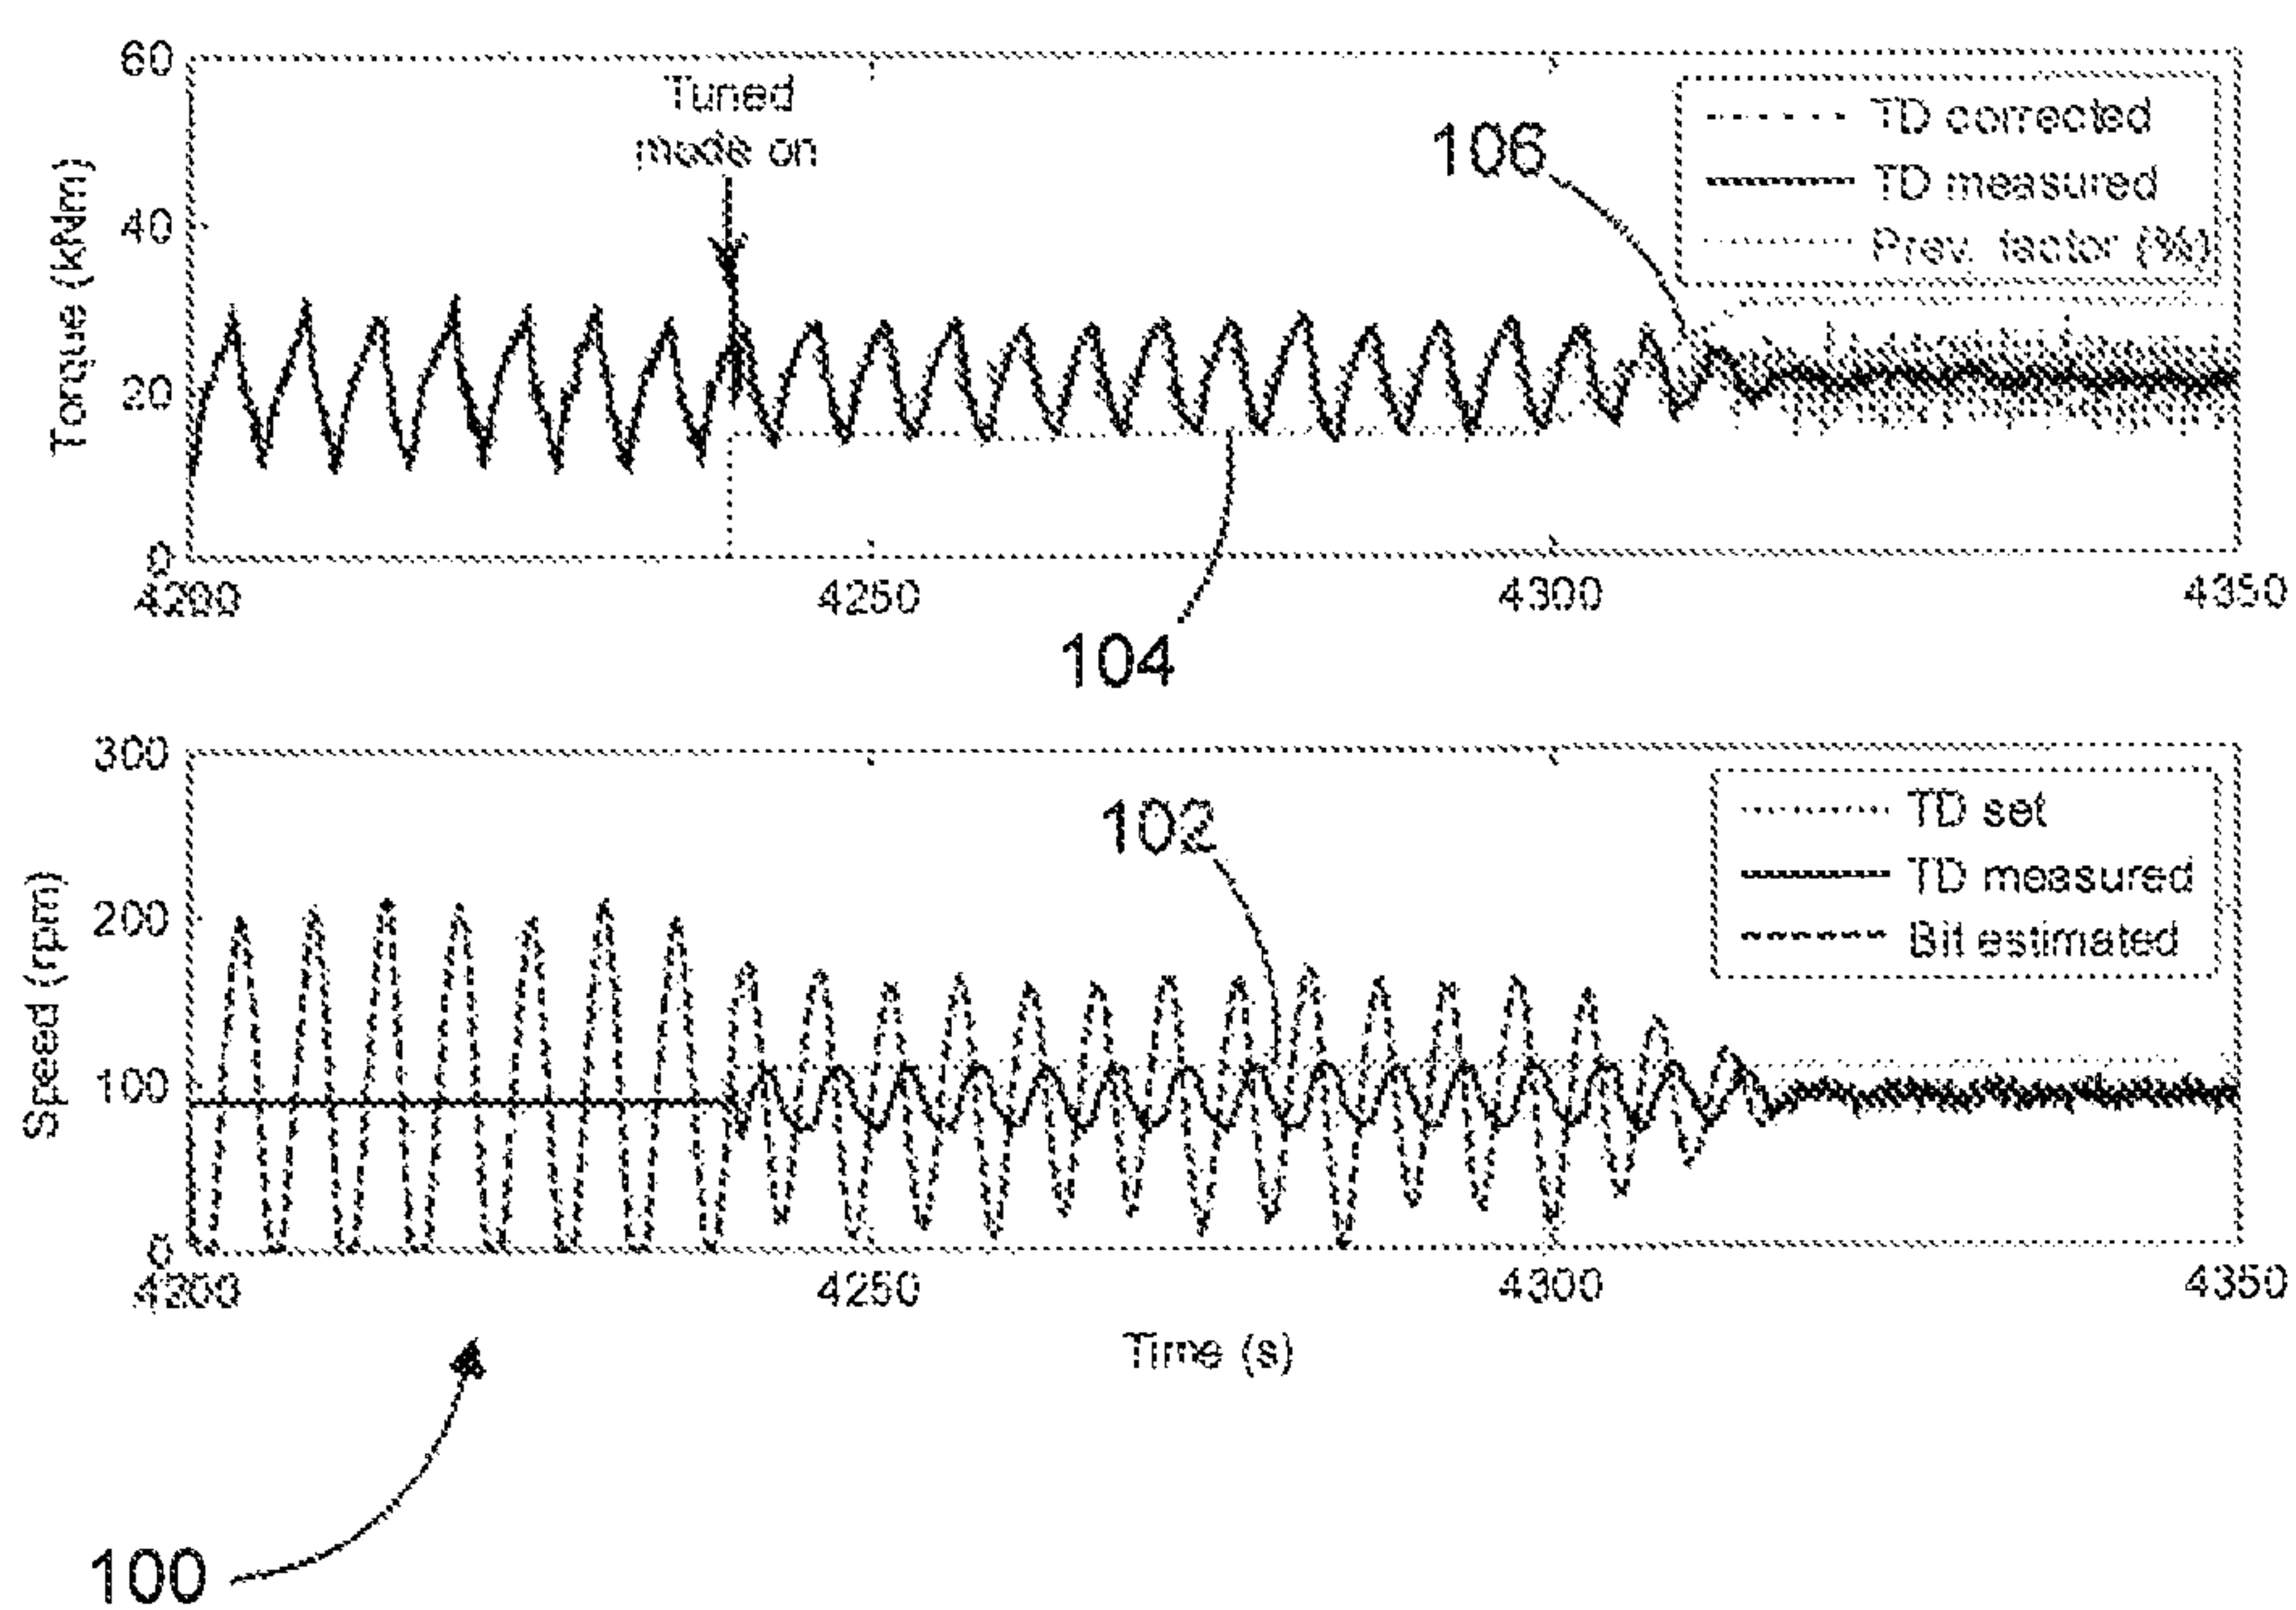 60
Tuned
mode on
106
TD corrected
TD measured
Prev. factor (%)
Torque (kNm)
40
20
0
4200
4250
4300
4350
104
300
102
TD set
TD measured
Bit estimated
Speed (rpm)
200
100
0
4200
4250
4300
4350
Time (s)
100